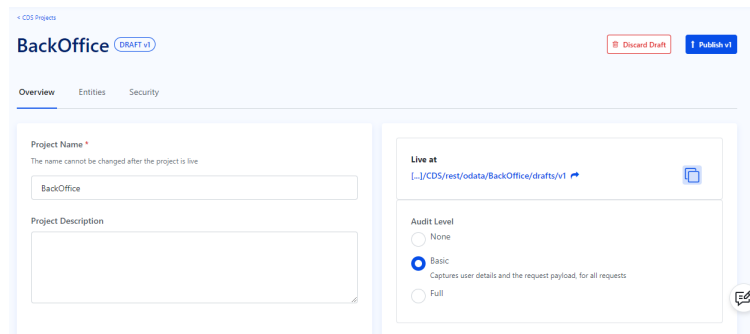 < CDS Projects
BackOffice DRAFT v1
Discard Draft
Publish v1
Overview Entities Security
Project Name *
The name cannot be changed after the project is live
BackOffice
Project Description
Live at
[...]/CDS/rest/odata/BackOffice/drafts/v1
Audit Level
None
Basic
Captures user details and the request payload, for all requests
Full